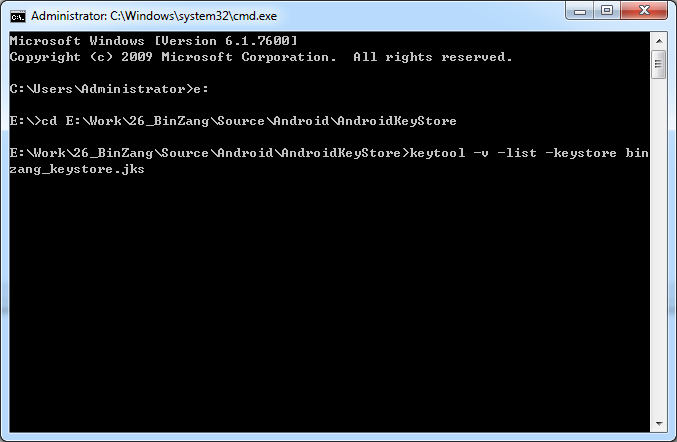 Administrator: C:\Windows\system32\cmd.exe
Microsoft Windows [Version 6.1.7600]
Copyright (c) 2009 Microsoft Corporation.  All rights reserved.
C:\Users\Administrator>e:
E:\>cd E:\Work\26_BinZang\Source\Android\AndroidKeyStore
E:\Work\26_BinZang\Source\Android\AndroidKeyStore>keytool -v -list -keystore bin
zang_keystore.jks